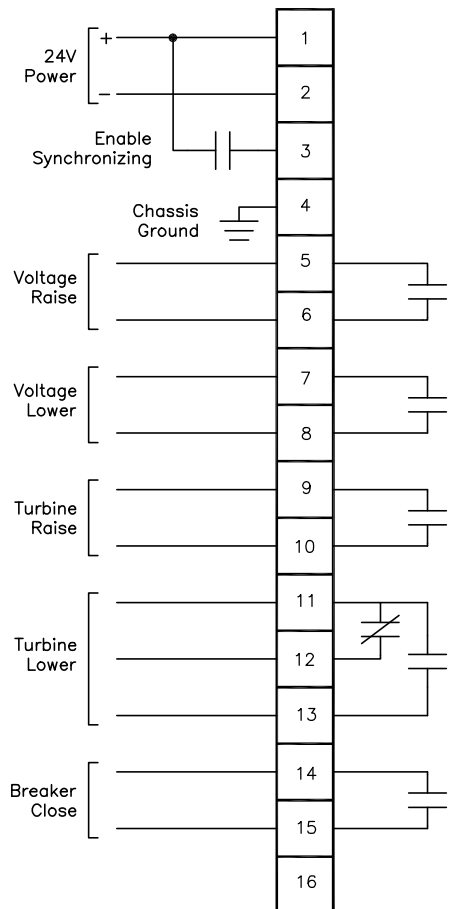 24V
Power
+
−
1
2
Enable
Synchronizing
3
Chassis
Ground
4
Voltage
Raise
5
6
Voltage
Lower
7
8
Turbine
Raise
9
10
Turbine
Lower
11
12
13
Breaker
Close
14
15
16